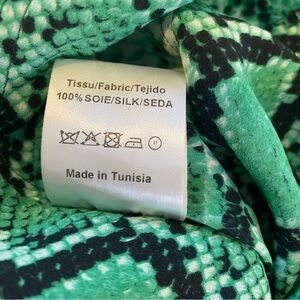 Tissu/Fabric/Tejido
100% SOIE/SILK/SEDA
P
Made in Tunisia